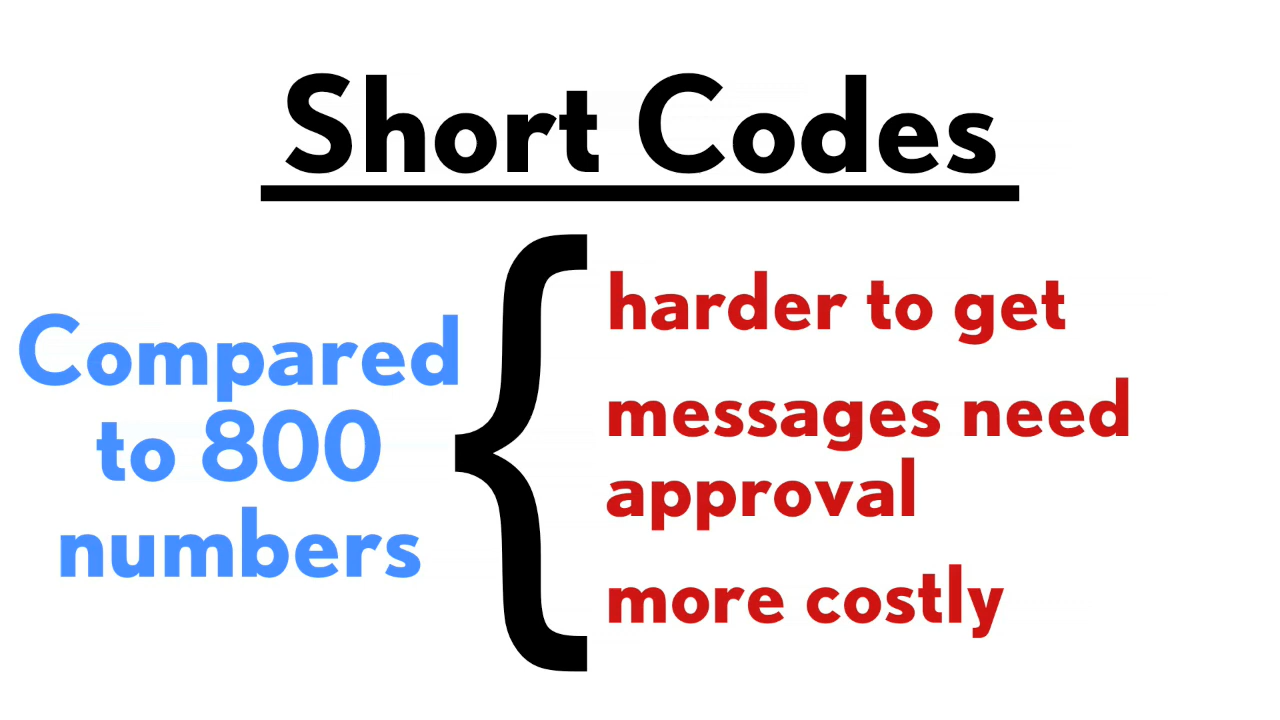 Short Codes
Compared
to 800
numbers
harder to get
messages need
approval
more costly